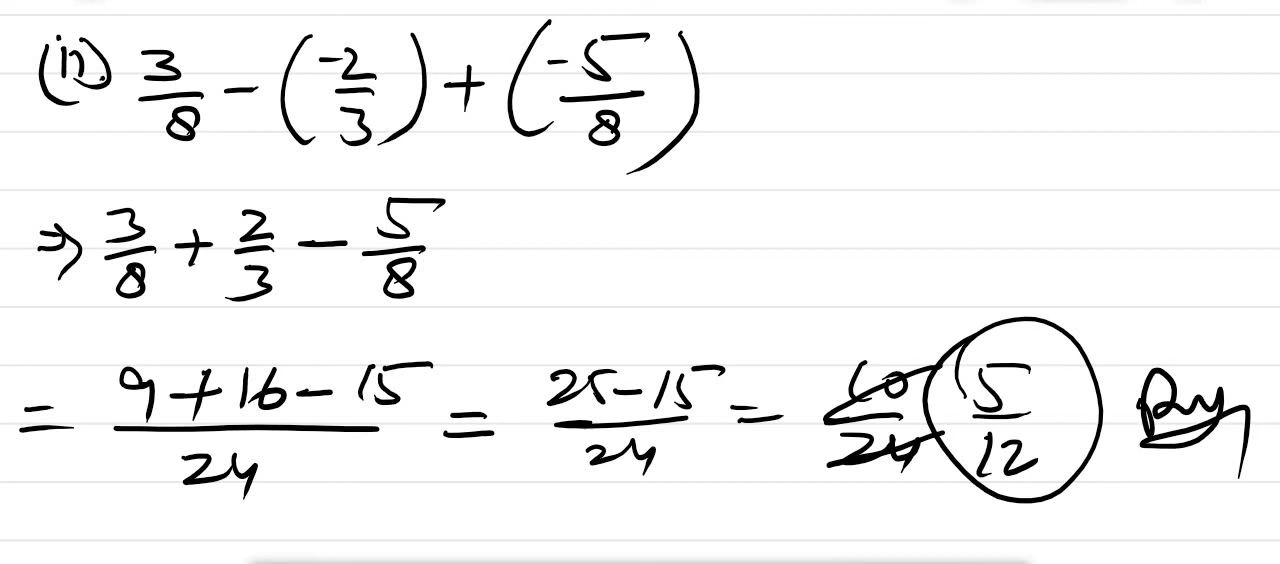 (ii) 3/8 - (-2/3) + (-5/8)
⇒ 3/8 + 2/3 - 5/8
= (9+16-15)/24 = (25-15)/24 = 10/24 5/12